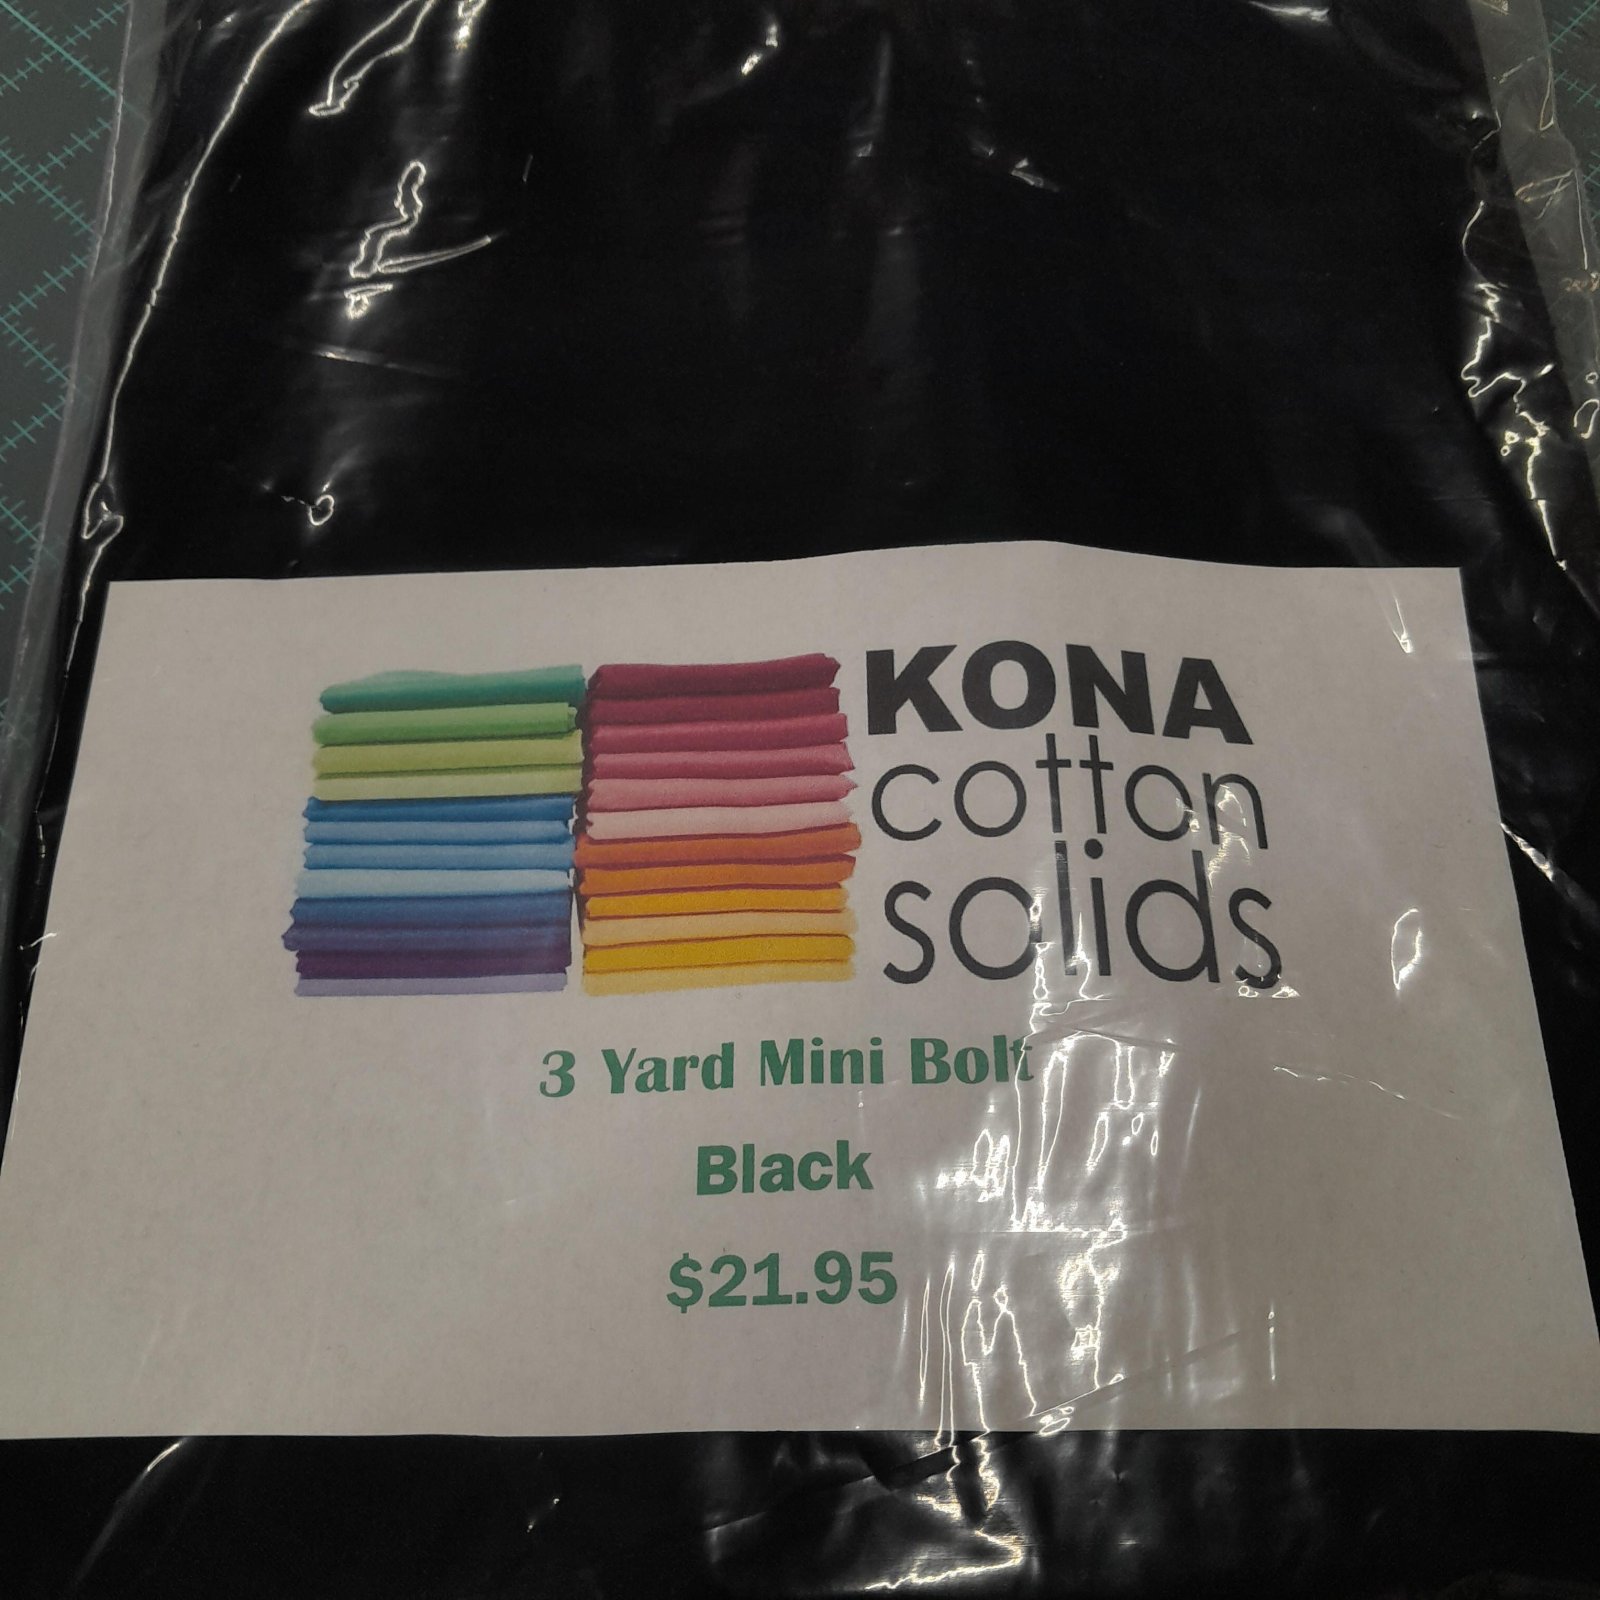 KONA
cotton
solids
3 Yard Mini Bolt
Black
$21.95